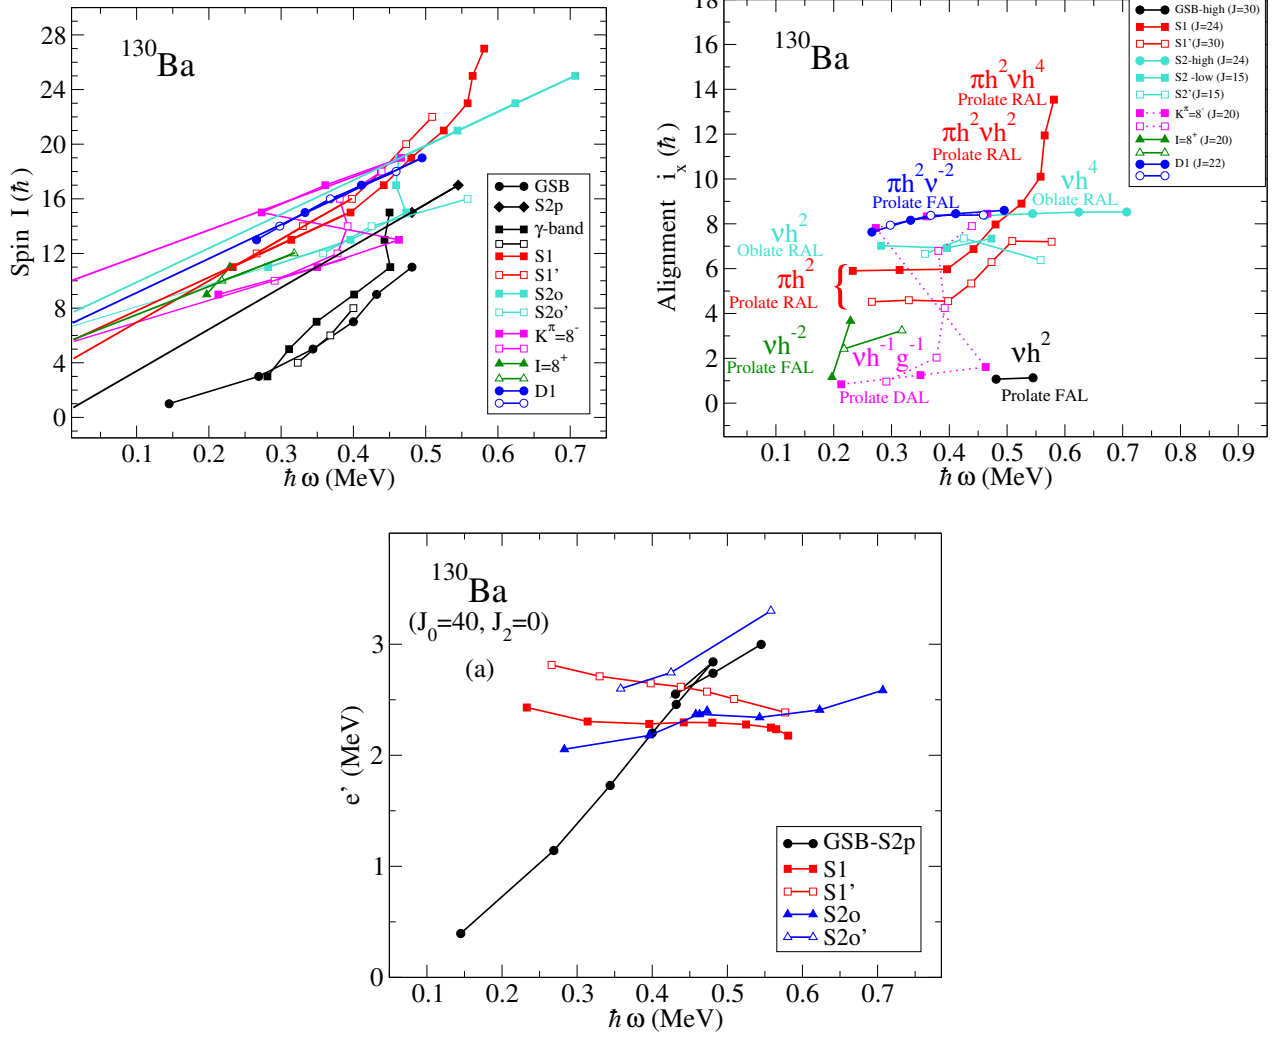 28
24
20
16
12
8
4
0
Spin I (ħ)
¹³⁰Ba
GSB
S2p
γ-band
S1
S1'
S2o
S2o'
K^π=8⁻
I=8⁺
D1
0.1 0.2 0.3 0.4 0.5 0.6 0.7
ħ ω (MeV)
18
16
14
12
10
8
6
4
2
0
Alignment iₓ (ħ)
¹³⁰Ba
GSB-high (J=30)
S1 (J=24)
S1' (J=30)
S2-high (J=24)
S2 -low (J=15)
S2' (J=15)
K^π=8⁻ (J=20)
I=8⁺ (J=20)
D1 (J=22)
πh²νh⁴
Prolate RAL
πh²νh²
Prolate RAL
πh²ν⁻²
Prolate FAL
νh⁴
Oblate RAL
νh²
Oblate RAL
πh²
Prolate RAL
{
νh⁻²
Prolate FAL
νh⁻¹g⁻¹
Prolate DAL
νh²
Prolate FAL
0.1 0.2 0.3 0.4 0.5 0.6 0.7 0.8 0.9
ħ ω (MeV)
3
2
1
0
e' (MeV)
¹³⁰Ba
(J₀=40, J₂=0)
(a)
GSB-S2p
S1
S1'
S2o
S2o'
0.1 0.2 0.3 0.4 0.5 0.6 0.7
ħ ω (MeV)